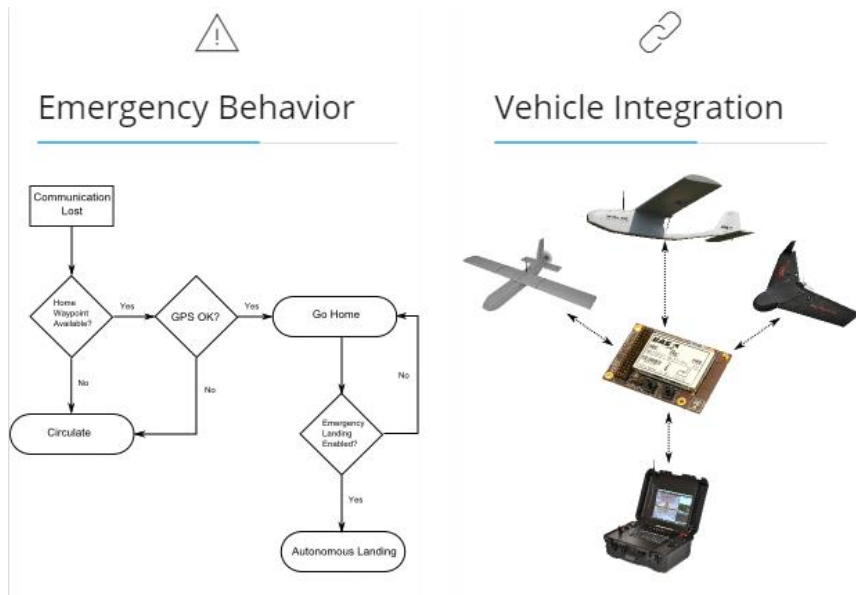 Emergency Behavior
Communication
Lost
Home
Waypoint
Available?
Yes
GPS OK?
Yes
Go Home
No
No
No
Circulate
Emergency
Landing
Enabled?
Yes
Autonomous Landing
Vehicle Integration